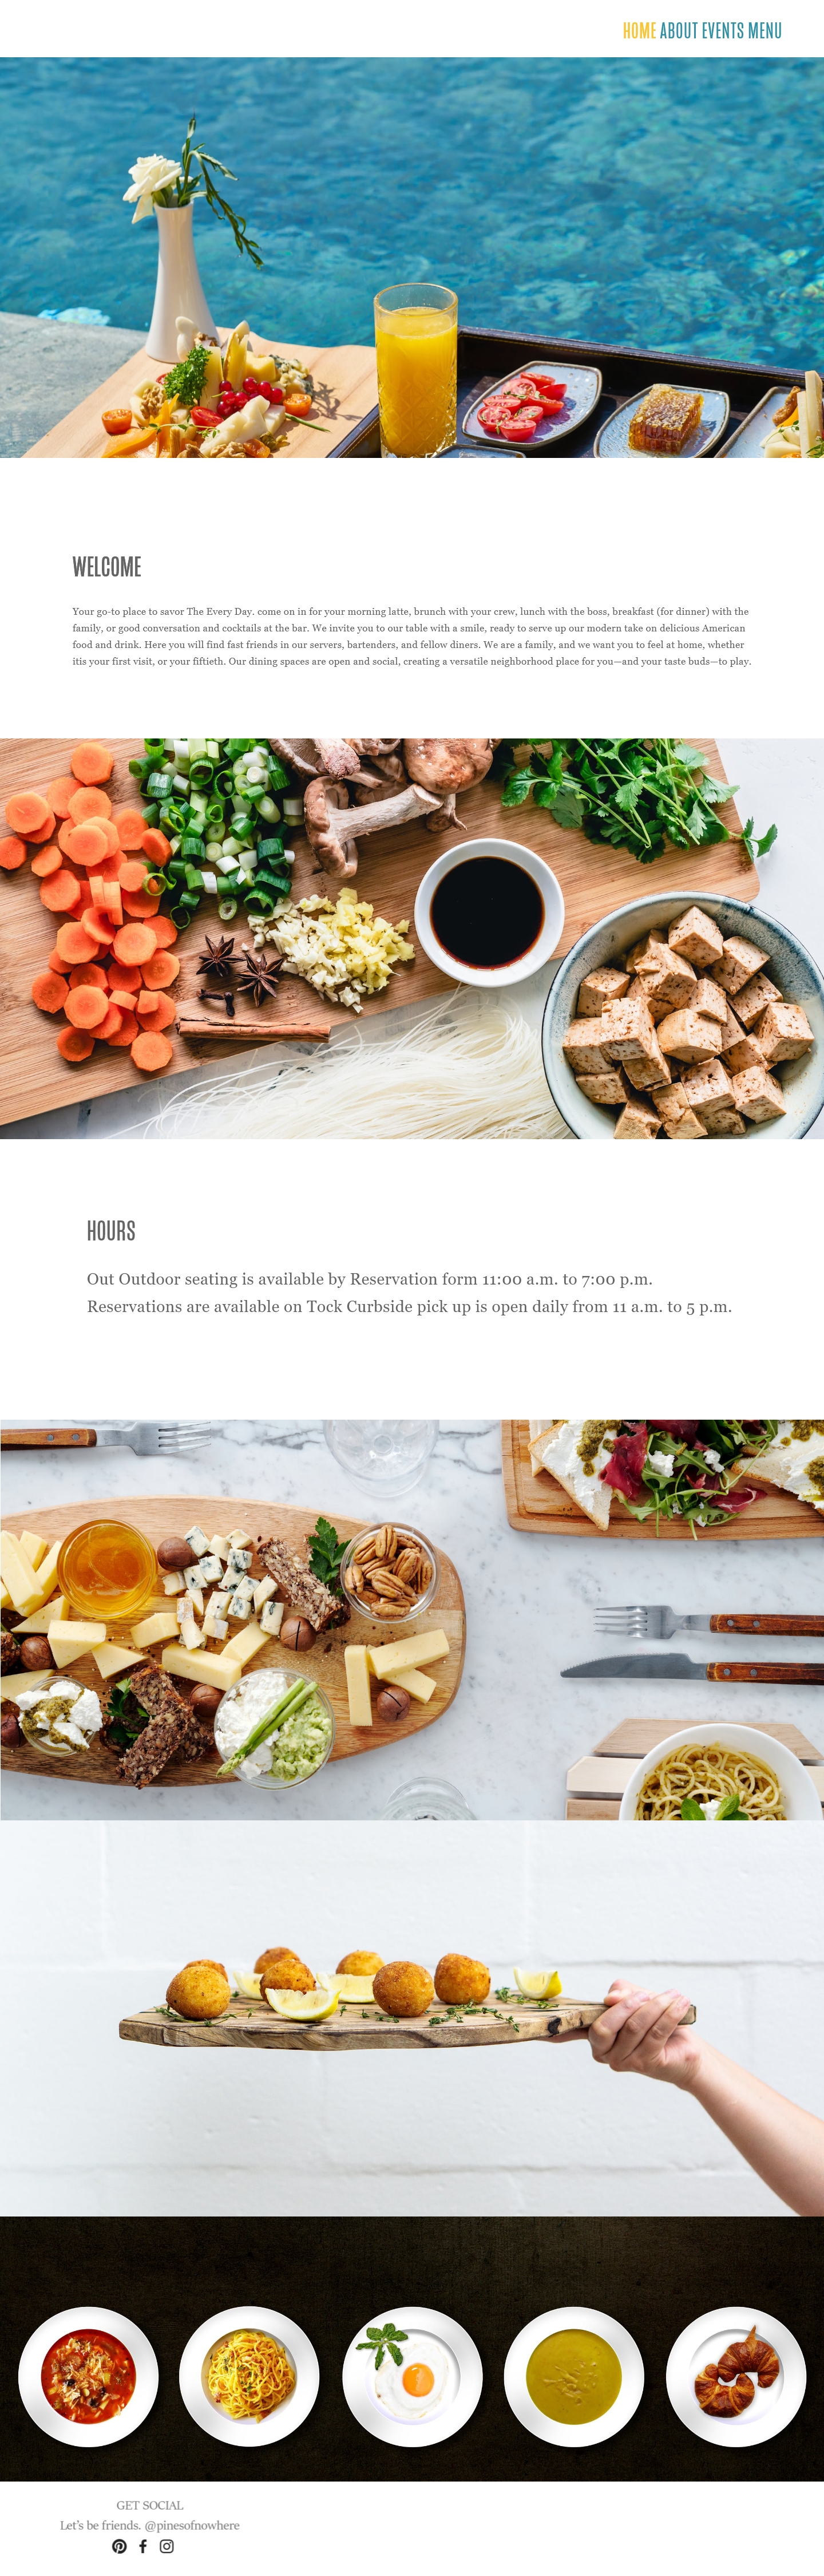 HOME ABOUT EVENTS MENU
WELCOME
Your go-to place to savor The Every Day. come on in for your morning latte, brunch with your crew, lunch with the boss, breakfast (for dinner) with the
family, or good conversation and cocktails at the bar. We invite you to our table with a smile, ready to serve up our modern take on delicious American
food and drink. Here you will find fast friends in our servers, bartenders, and fellow diners. We are a family, and we want you to feel at home, whether
itis your first visit, or your fiftieth. Our dining spaces are open and social, creating a versatile neighborhood place for you—and your taste buds—to play.
HOURS
Out Outdoor seating is available by Reservation form 11:00 a.m. to 7:00 p.m.
Reservations are available on Tock Curbside pick up is open daily from 11 a.m. to 5 p.m.
GET SOCIAL
Let's be friends. @pinesofnowhere